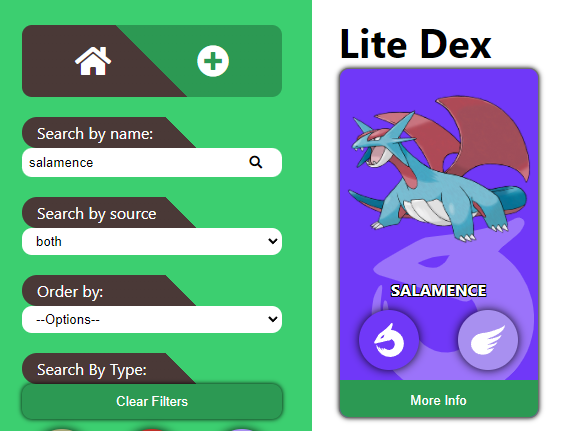 Search by name:
salamence
Search by source
both
Order by:
--Options--
Search By Type:
Clear Filters
Lite Dex
SALAMENCE
More Info